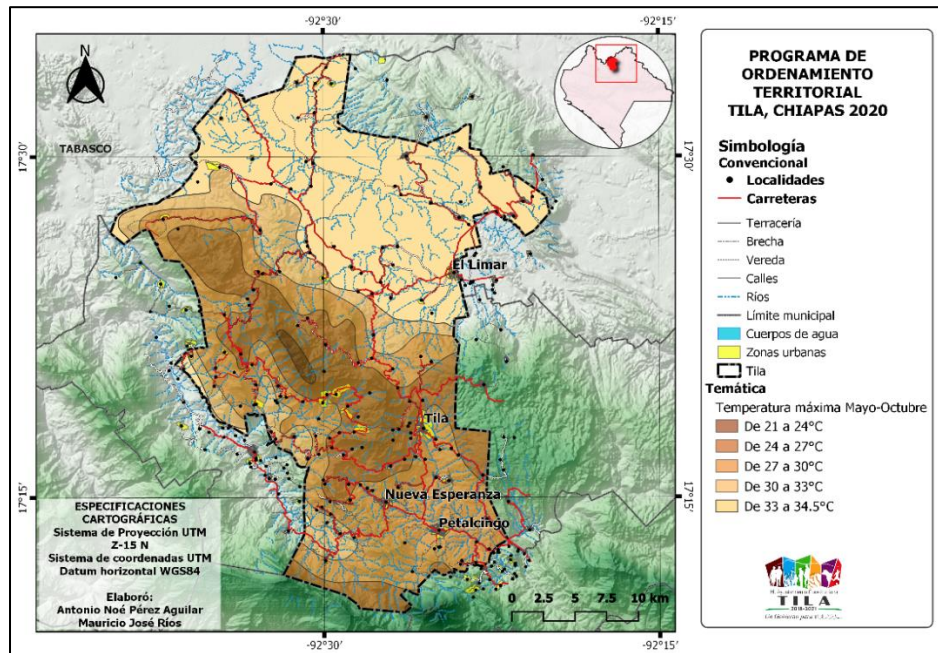 -92°30'
-92°15'
N
TABASCO
17°30'
17°30'
El Limar
Tila
Nueva Esperanza
Petalcingo
17°15'
17°15'
ESPECIFICACIONES
CARTOGRÁFICAS
Sistema de Proyección UTM
Z-15 N
Sistema de coordenadas UTM
Datum horizontal WGS84
Elaboró:
Antonio Noé Pérez Aguilar
Mauricio José Ríos
0 2.5 5 7.5 10 km
-92°30'
-92°15'
PROGRAMA DE
ORDENAMIENTO
TERRITORIAL
TILA, CHIAPAS 2020
Simbología
Convencional
Localidades
Carreteras
Terracería
Brecha
Vereda
Calles
Ríos
Límite municipal
Cuerpos de agua
Zonas urbanas
Tila
Temática
Temperatura máxima Mayo-Octubre
De 21 a 24°C
De 24 a 27°C
De 27 a 30°C
De 30 a 33°C
De 33 a 34.5°C
TILA
2018-2021